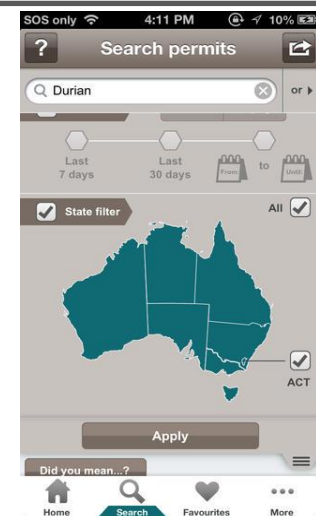 SOS only 4:11 PM 10%
? Search permits
Durian or
Last 7 days
Last 30 days
From:
to
Until:
State filter
All
ACT
Apply
Did you mean...?
Home Search Favourites More